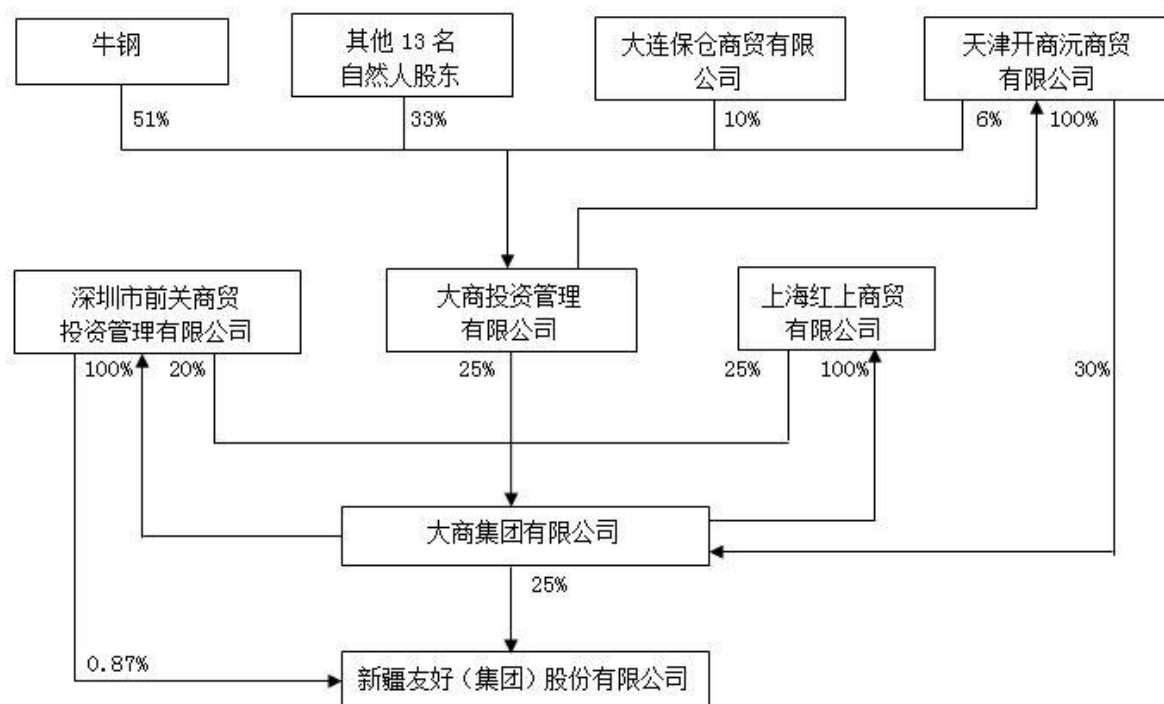 牛钢
其他 13 名
自然人股东
大连保仓商贸有限
公司
天津开商沅商贸
有限公司
51%
33%
10%
6%
100%
深圳市前关商贸
投资管理有限公司
大商投资管理
有限公司
上海红上商贸
有限公司
100%
20%
25%
25%
100%
30%
大商集团有限公司
25%
0.87%
新疆友好（集团）股份有限公司